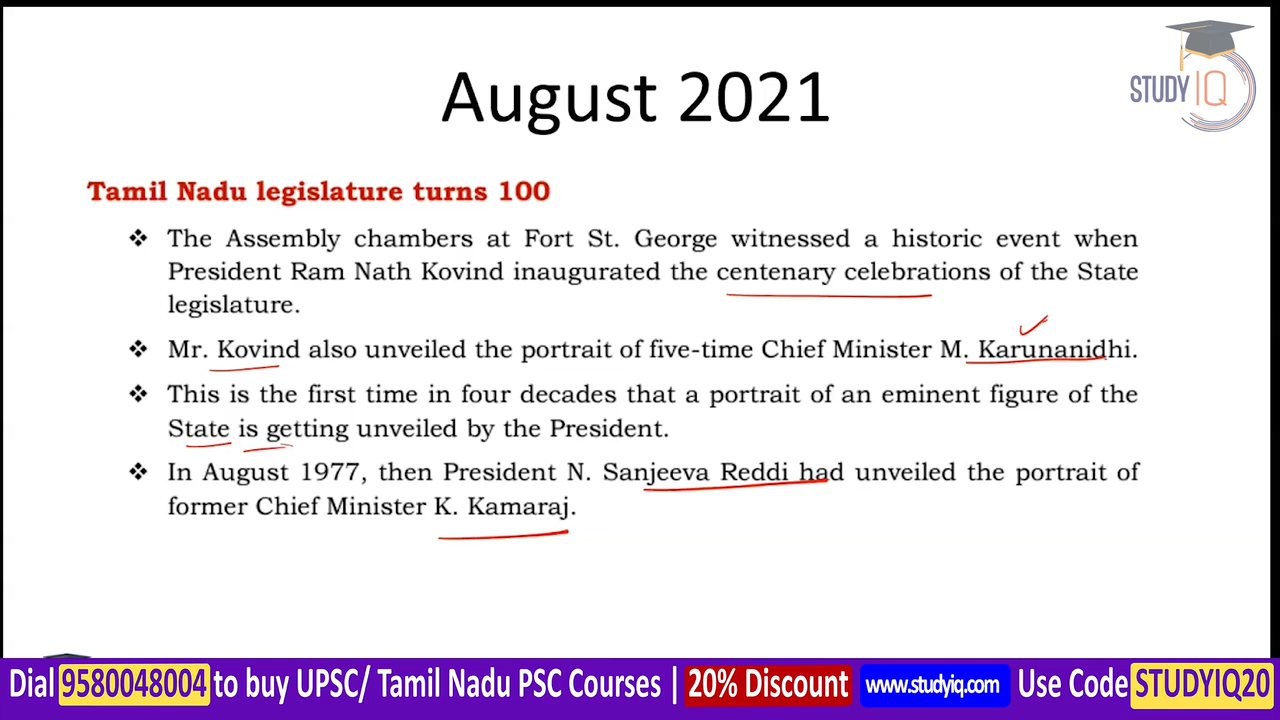 STUDY IQ
August 2021
Tamil Nadu legislature turns 100
❖ The Assembly chambers at Fort St. George witnessed a historic event when
President Ram Nath Kovind inaugurated the centenary celebrations of the State
legislature.
❖ Mr. Kovind also unveiled the portrait of five-time Chief Minister M. Karunanidhi.
❖ This is the first time in four decades that a portrait of an eminent figure of the
State is getting unveiled by the President.
❖ In August 1977, then President N. Sanjeeva Reddi had unveiled the portrait of
former Chief Minister K. Kamaraj.
Dial 9580048004 to buy UPSC/ Tamil Nadu PSC Courses | 20% Discount www.studyiq.com Use Code STUDYIQ20